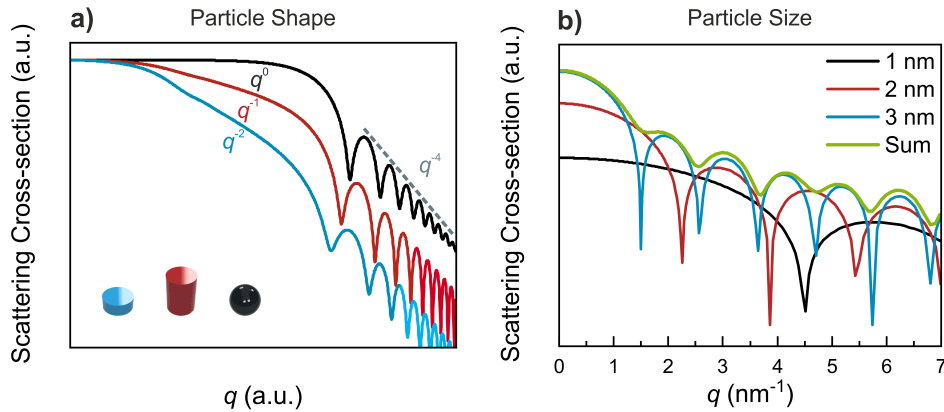 a)
Particle Shape
Scattering Cross-section (a.u.)
q⁰
q⁻¹
q⁻²
q⁻⁴
q (a.u.)
b)
Particle Size
Scattering Cross-section (a.u.)
1 nm
2 nm
3 nm
Sum
0 1 2 3 4 5 6 7
q (nm⁻¹)